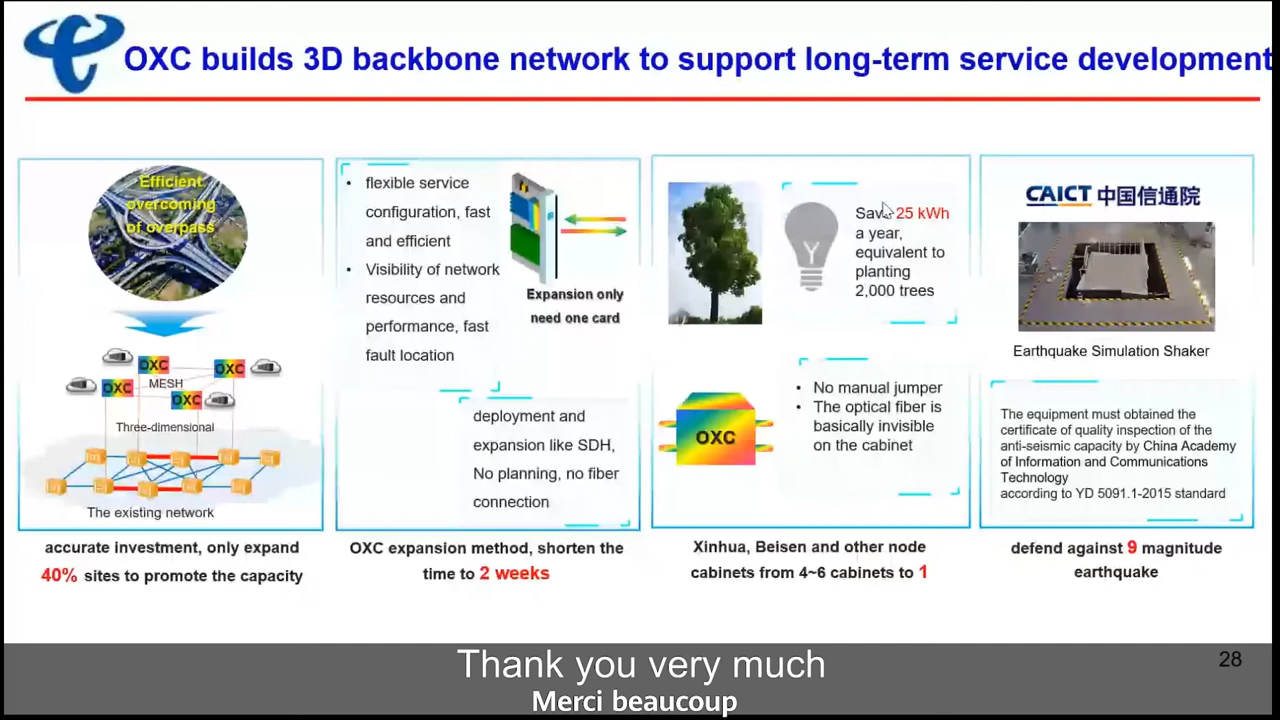 OXC builds 3D backbone network to support long-term service development
Efficient
overcoming
of overpass
OXC
OXC
MESH
OXC
OXC
Three-dimensional
The existing network
accurate investment, only expand
40% sites to promote the capacity
• flexible service
configuration, fast
and efficient
• Visibility of network
resources and
performance, fast
fault location
Expansion only
need one card
deployment and
expansion like SDH,
No planning, no fiber
connection
OXC expansion method, shorten the
time to 2 weeks
Save 25 kWh
a year,
equivalent to
planting
2,000 trees
OXC
• No manual jumper
• The optical fiber is
basically invisible
on the cabinet
Xinhua, Beisen and other node
cabinets from 4~6 cabinets to 1
CAICT 中国信通院
Earthquake Simulation Shaker
The equipment must obtained the
certificate of quality inspection of the
anti-seismic capacity by China Academy
of Information and Communications
Technology
according to YD 5091.1-2015 standard
defend against 9 magnitude
earthquake
28
Thank you very much
Merci beaucoup